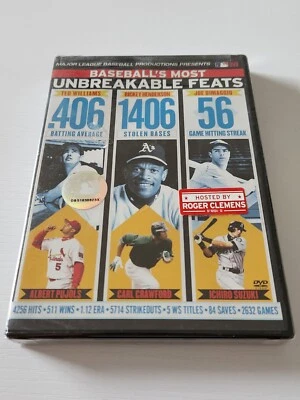 MAJOR LEAGUE BASEBALL PRODUCTIONS PRESENTS
BASEBALL'S MOST
UNBREAKABLE FEATS
TED WILLIAMS
.406
BATTING AVERAGE
RICKEY HENDERSON
1406
STOLEN BASES
JOE DIMAGGIO
56
GAME HITTING STREAK
HOSTED BY
ROGER CLEMENS
ALBERT PUJOLS
CARL CRAWFORD
ICHIRO SUZUKI
DVD
4256 HITS • 511 WINS • 1.12 ERA • 5714 STRIKEOUTS • 5 WS TITLES • 84 SAVES • 2632 GAMES